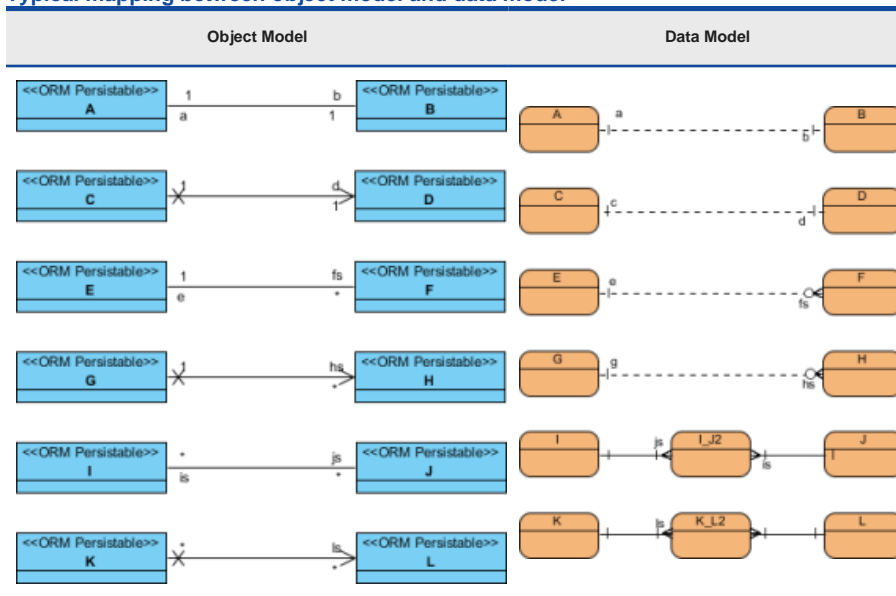 Typical mapping between object model and data model
Object Model Data Model
<<ORM Persistable>> <<ORM Persistable>>
A 1 a b 1 B
A a b B
<<ORM Persistable>> <<ORM Persistable>>
C 1 d 1 D
C c d D
<<ORM Persistable>> <<ORM Persistable>>
E 1 e fs * F
E e fs F
<<ORM Persistable>> <<ORM Persistable>>
G 1 hs * H
G g hs H
<<ORM Persistable>> <<ORM Persistable>>
I * is js * J
I js I_J2 is J
<<ORM Persistable>> <<ORM Persistable>>
K * ls * L
K js K_L2 L